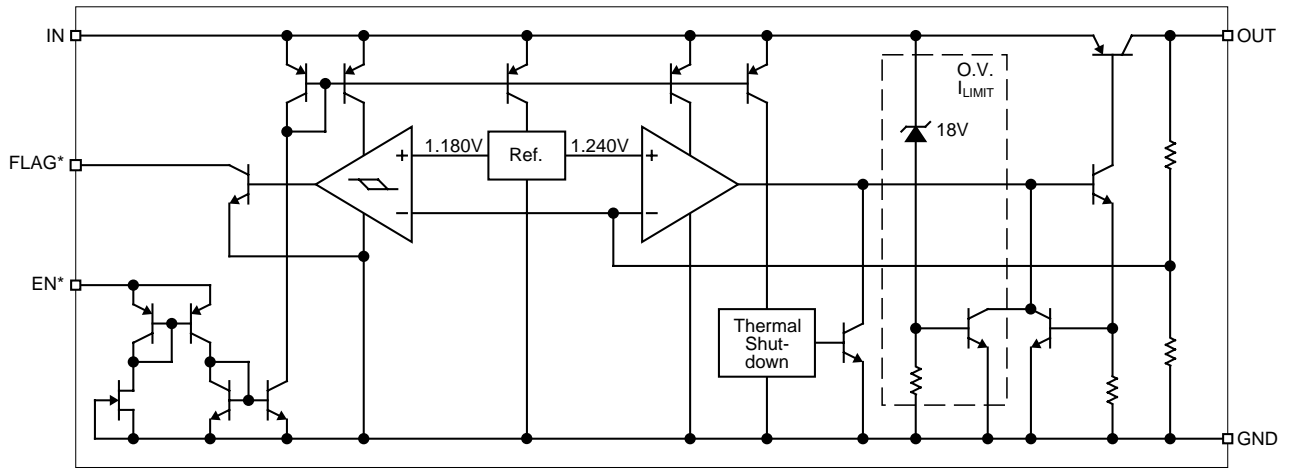 IN
OUT
O.V.
ILIMIT
18V
FLAG*
1.180V
Ref.
1.240V
+
+
−
−
EN*
Thermal
Shut-
down
GND